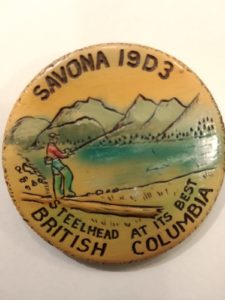 SAVONA 19D3
STEELHEAD AT ITS BEST
BRITISH COLUMBIA